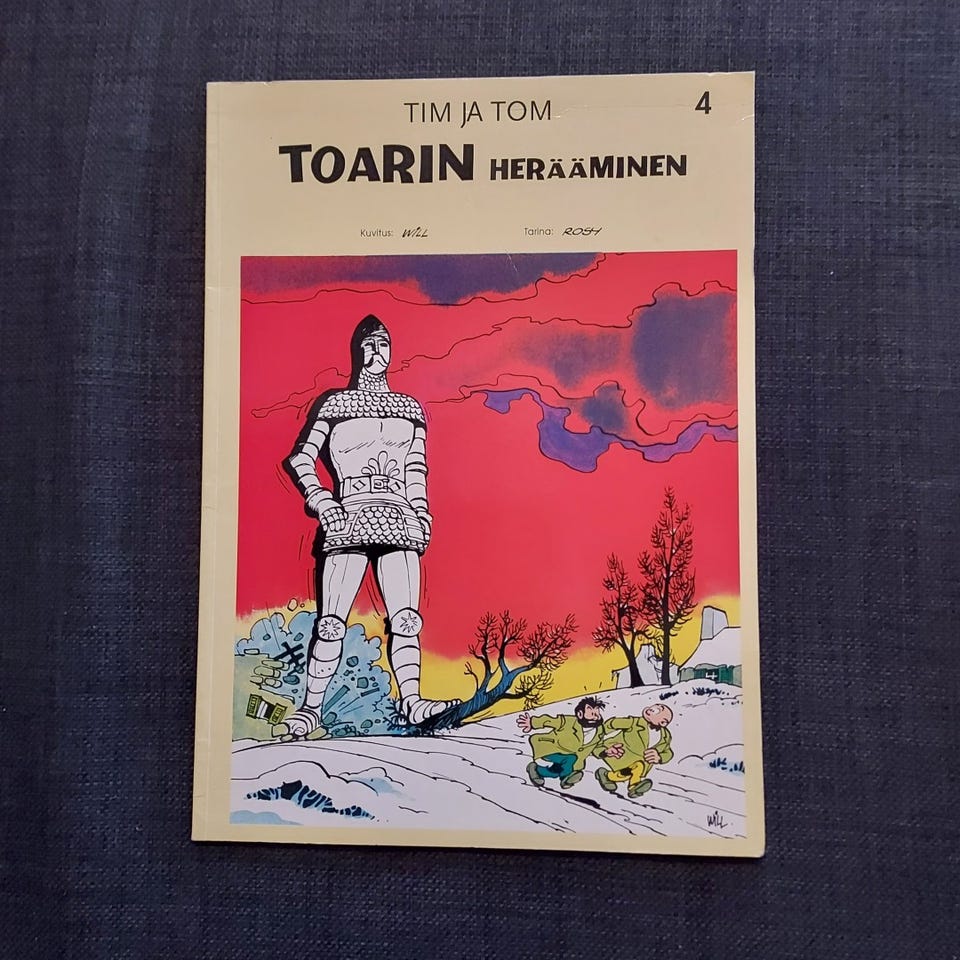 TIM JA TOM 4
TOARIN HERÄÄMINEN
Kuvitus: WILL Tarina: ROSY
WILL